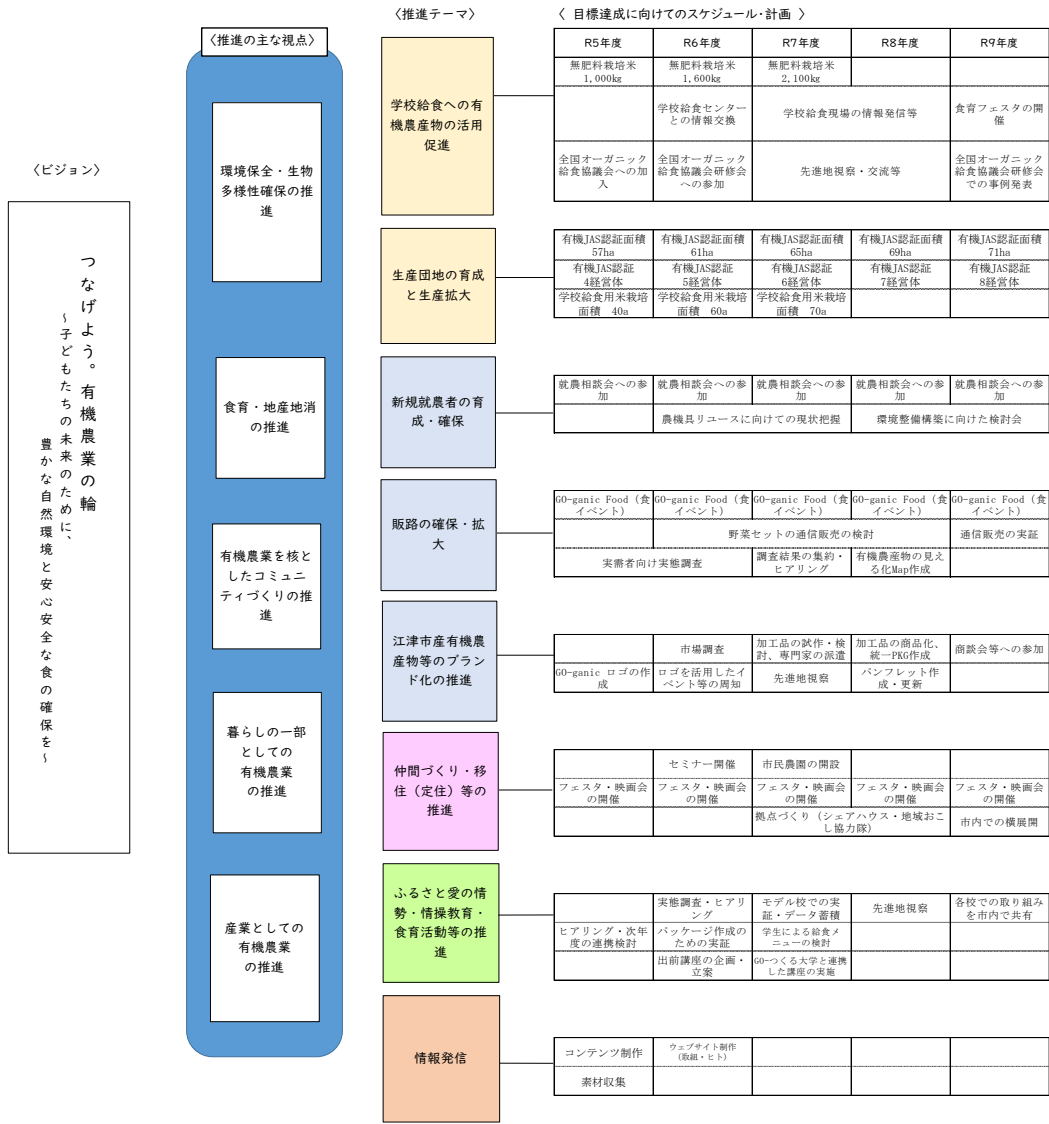 〈ビジョン〉
つなげよう。有機農業の輪
～子どもたちの未来のために、
豊かな自然環境と安心安全な食の確保を～
〈推進の主な視点〉
環境保全・生物
多様性確保の推
進
食育・地産地消
の推進
有機農業を核と
したコミュニ
ティづくりの推
進
暮らしの一部
としての
有機農業
の推進
産業としての
有機農業
の推進
〈推進テーマ〉
〈 目標達成に向けてのスケジュール・計画 〉
R5年度 R6年度 R7年度 R8年度 R9年度
学校給食への有
機農産物の活用
促進
無肥料栽培米 無肥料栽培米 無肥料栽培米
1,000kg 1,600kg 2,100kg
学校給食センター
との情報交換
学校給食現場の情報発信等
食育フェスタの開
催
全国オーガニック
給食協議会への加
入
全国オーガニック
給食協議会研修会
への参加
先進地視察・交流等
全国オーガニック
給食協議会研修会
での事例発表
生産団地の育成
と生産拡大
有機JAS認証面積 有機JAS認証面積 有機JAS認証面積 有機JAS認証面積 有機JAS認証面積
57ha 61ha 65ha 69ha 71ha
有機JAS認証 有機JAS認証 有機JAS認証 有機JAS認証 有機JAS認証
4経営体 5経営体 6経営体 7経営体 8経営体
学校給食用米栽培 学校給食用米栽培 学校給食用米栽培
面積 40a 面積 60a 面積 70a
新規就農者の育
成・確保
就農相談会への参 就農相談会への参 就農相談会への参 就農相談会への参 就農相談会への参
加 加 加 加 加
農機具リユースに向けての現状把握 環境整備構築に向けた検討会
販路の確保・拡
大
GO-ganic Food（食 GO-ganic Food（食 GO-ganic Food（食 GO-ganic Food（食 GO-ganic Food（食
イベント） イベント） イベント） イベント） イベント）
野菜セットの通信販売の検討 通信販売の実証
実需者向け実態調査
調査結果の集約・
ヒアリング
有機農産物の見え
る化Map作成
江津市産有機農
産物等のブラン
ド化の推進
市場調査
加工品の試作・検
討、専門家の派遣
加工品の商品化、
統一PKG作成
商談会等への参加
GO-ganic ロゴの作
成
ロゴを活用したイ
ベント等の周知
先進地視察
パンフレット作
成・更新
仲間づくり・移
住（定住）等の
推進
セミナー開催 市民農園の開設
フェスタ・映画会 フェスタ・映画会 フェスタ・映画会 フェスタ・映画会 フェスタ・映画会
の開催 の開催 の開催 の開催 の開催
拠点づくり（シェアハウス・地域おこ
し協力隊）
市内での横展開
ふるさと愛の情
勢・情操教育・
食育活動等の推
進
実態調査・ヒアリ
ング
モデル校での実
証・データ蓄積
先進地視察
各校での取り組み
を市内で共有
ヒアリング・次年
度の連携検討
パッケージ作成の
ための実証
学生による給食メ
ニューの検討
出前講座の企画・
立案
GO-つくる大学と連携
した講座の実施
情報発信
コンテンツ制作
ウェブサイト制作
（取組・ヒト）
素材収集